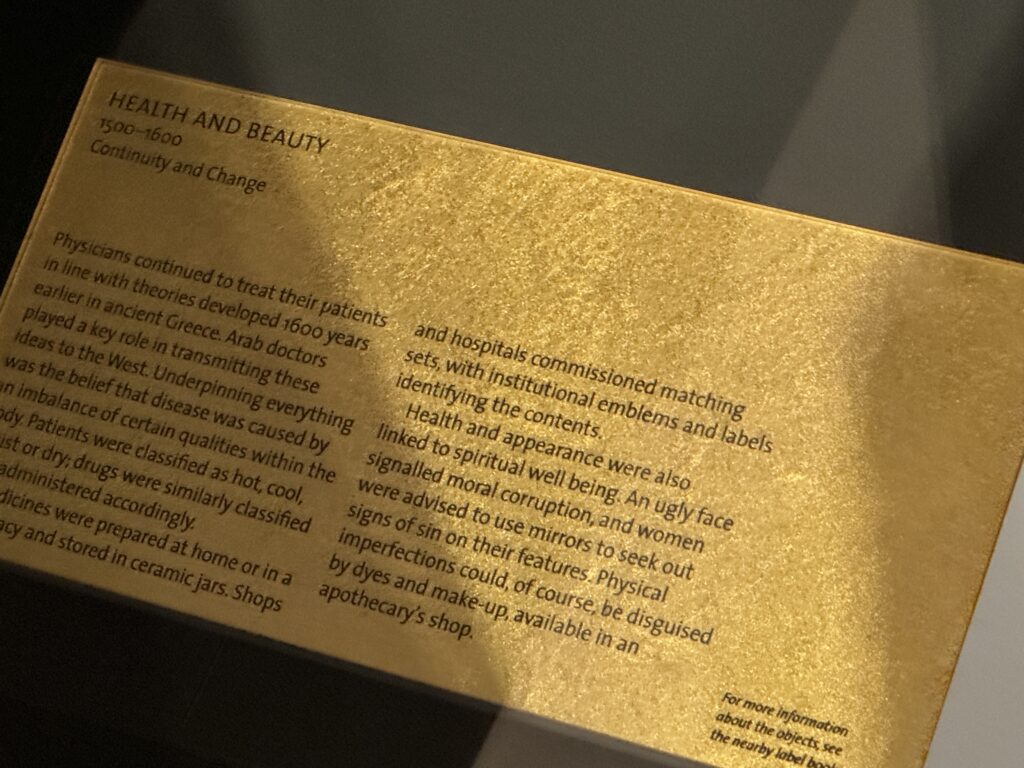 HEALTH AND BEAUTY
1500–1600
Continuity and Change
Physicians continued to treat their patients
in line with theories developed 1600 years
earlier in ancient Greece. Arab doctors
played a key role in transmitting these
ideas to the West. Underpinning everything
was the belief that disease was caused by
an imbalance of certain qualities within the
ody. Patients were classified as hot, cool,
ist or dry; drugs were similarly classified
administered accordingly.
dicines were prepared at home or in a
acy and stored in ceramic jars. Shops
and hospitals commissioned matching
sets, with institutional emblems and labels
identifying the contents.
Health and appearance were also
linked to spiritual well being. An ugly face
signalled moral corruption, and women
were advised to use mirrors to seek out
signs of sin on their features. Physical
imperfections could, of course, be disguised
by dyes and make-up, available in an
apothecary's shop.
For more information
about the objects, see
the nearby label book